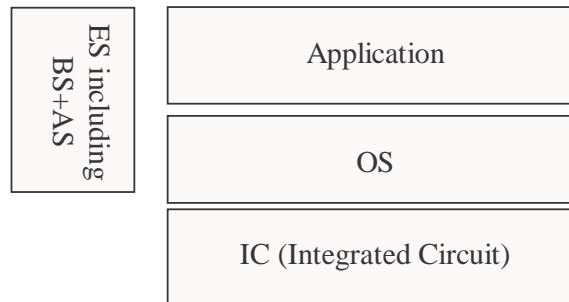 ES including
BS+AS
Application
OS
IC (Integrated Circuit)